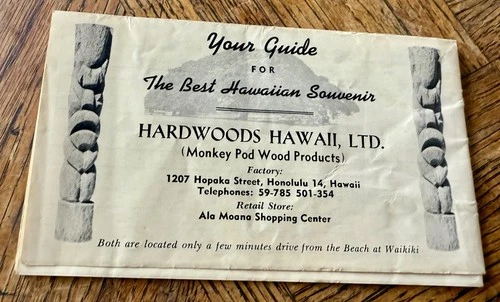 Your Guide
FOR
The Best Hawaiian Souvenir
HARDWOODS HAWAII, LTD.
(Monkey Pod Wood Products)
Factory:
1207 Hopaka Street, Honolulu 14, Hawaii
Telephones: 59-785 501-354
Retail Store:
Ala Moana Shopping Center
Both are located only a few minutes drive from the Beach at Waikiki